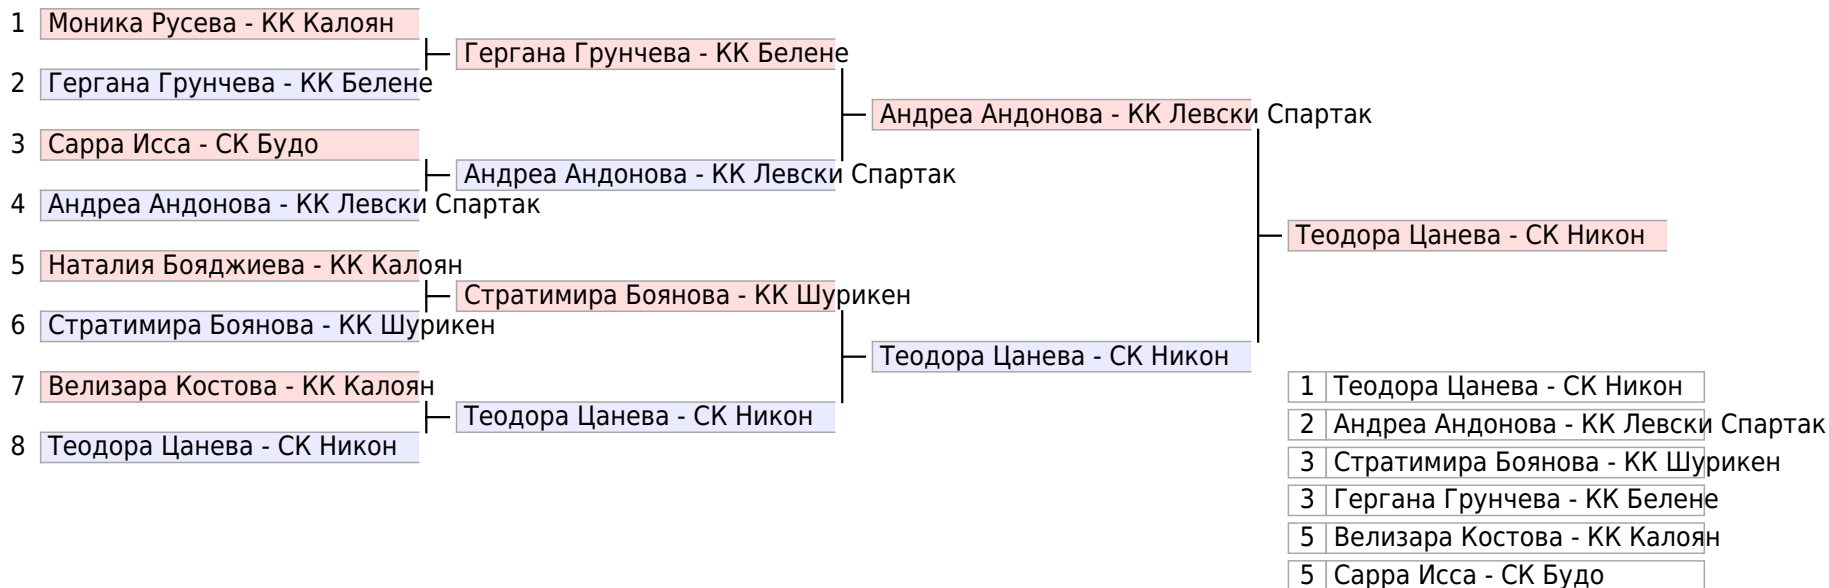 1 Моника Русева - КК Калоян
Гергана Грунчева - КК Белене
2 Гергана Грунчева - КК Белене
Андреа Андонова - КК Левски Спартак
3 Сарра Исса - СК Будо
Андреа Андонова - КК Левски Спартак
4 Андреа Андонова - КК Левски Спартак
Теодора Цанева - СК Никон
5 Наталия Бояджиева - КК Калоян
Стратимира Боянова - КК Шурикен
6 Стратимира Боянова - КК Шурикен
Теодора Цанева - СК Никон
7 Велизара Костова - КК Калоян
Теодора Цанева - СК Никон
8 Теодора Цанева - СК Никон
1 Теодора Цанева - СК Никон
2 Андреа Андонова - КК Левски Спартак
3 Стратимира Боянова - КК Шурикен
3 Гергана Грунчева - КК Белене
5 Велизара Костова - КК Калоян
5 Сарра Исса - СК Будо